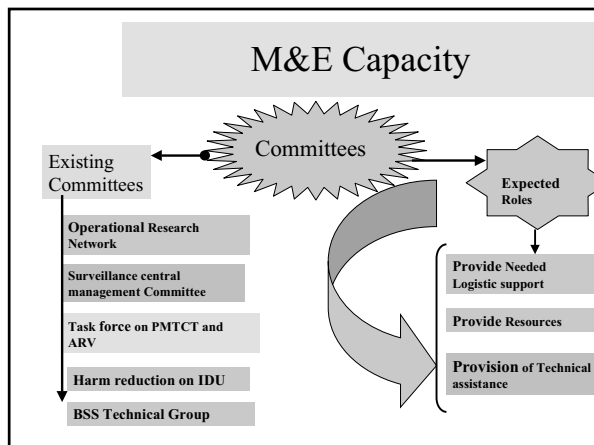 M&E Capacity
Committees
Existing
Committees
Operational Research
Network
Surveillance central
management Committee
Task force on PMTCT and
ARV
Harm reduction on IDU
BSS Technical Group
Expected
Roles
Provide Needed
Logistic support
Provide Resources
Provision of Technical
assistance